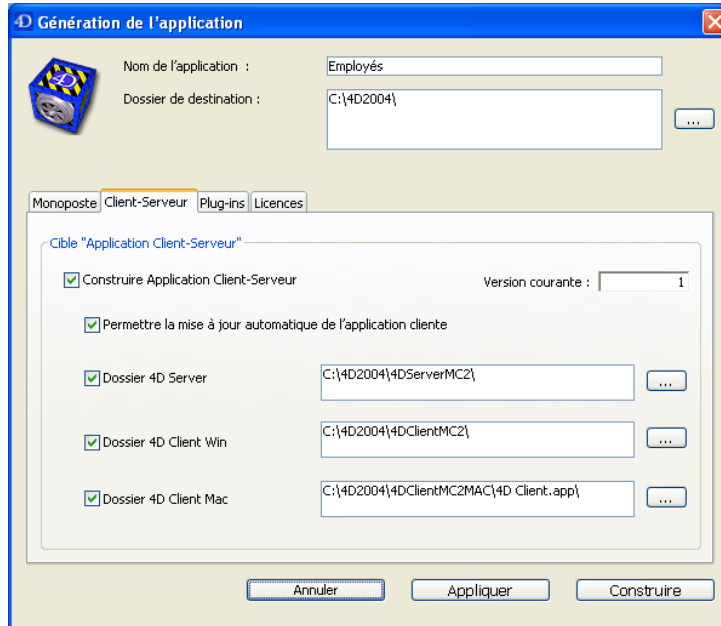 4D Génération de l'application
Nom de l'application :
Employés
Dossier de destination :
C:\4D2004\
...
4D
Monoposte Client-Serveur Plug-ins Licences
Cible "Application Client-Serveur"
Construire Application Client-Serveur
Version courante :
1
Permettre la mise à jour automatique de l'application cliente
Dossier 4D Server
C:\4D2004\4DServerMC2\
...
Dossier 4D Client Win
C:\4D2004\4DClientMC2\
...
Dossier 4D Client Mac
C:\4D2004\4DClientMC2MAC\4D Client.app\
...
Annuler
Appliquer
Construire